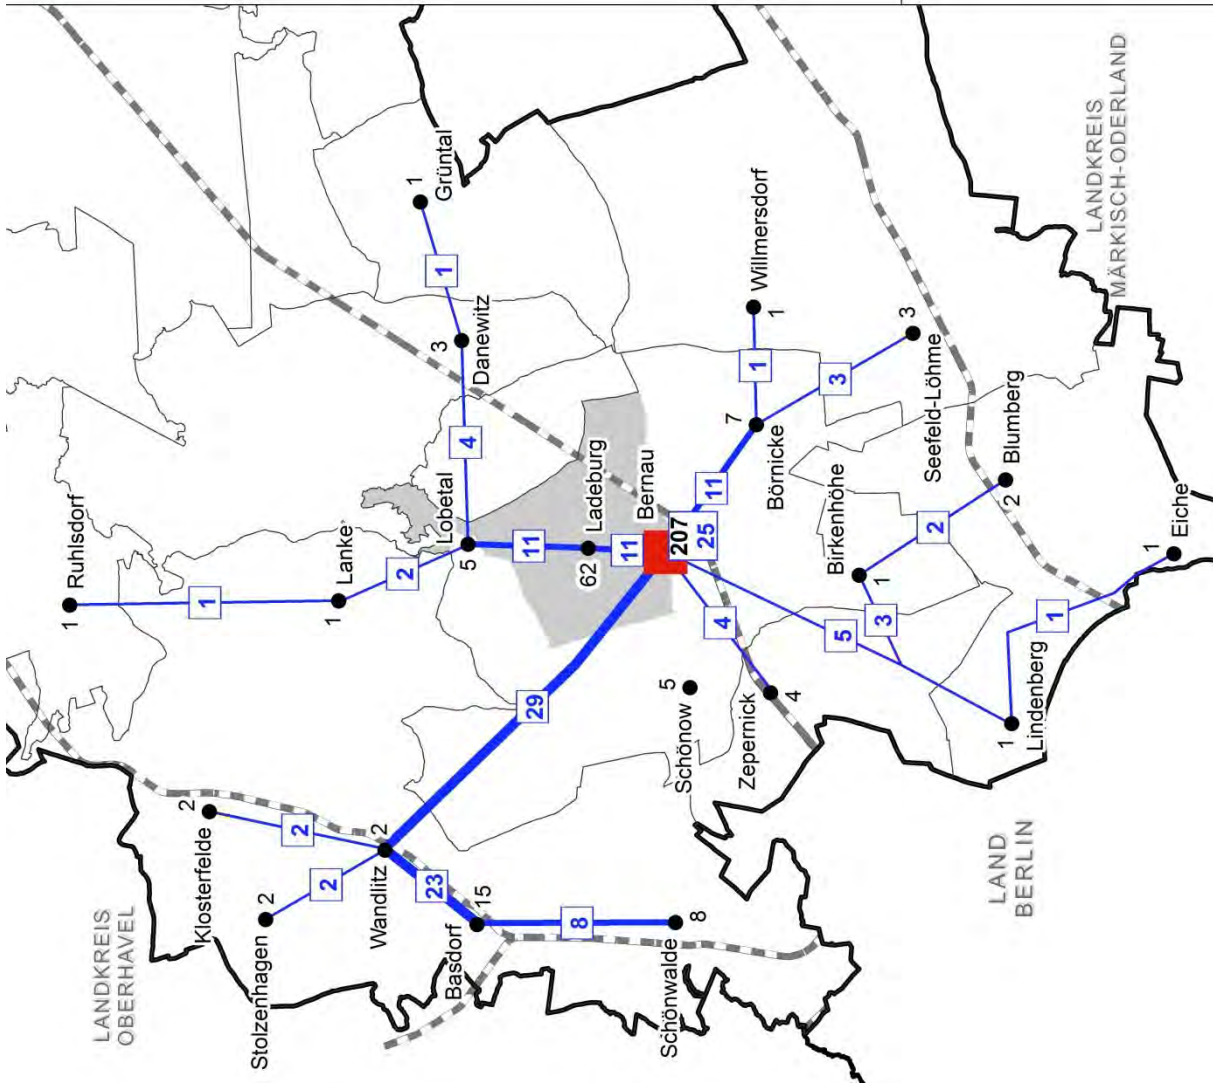 LANDKREIS
OBERHAVEL
Stolzenhagen
2
Klosterfelde
2
2
2
Wandlitz
2
23
Basdorf
15
8
Schönwalde
8
29
Ruhlsdorf
1
1
Lanke
1
2
Lobetal
5
4
Danewitz
3
1
Grüntal
1
11
Ladeburg
62
11
Bernau
207
25
11
Börnicke
7
1
Willmersdorf
1
3
Seefeld-Löhme
3
Schönow
5
4
Zepernick
4
5
3
Birkenhöhe
1
2
Blumberg
2
Lindenberg
1
1
Eiche
1
LAND
BERLIN
LANDKREIS
MÄRKISCH-ODERLAND